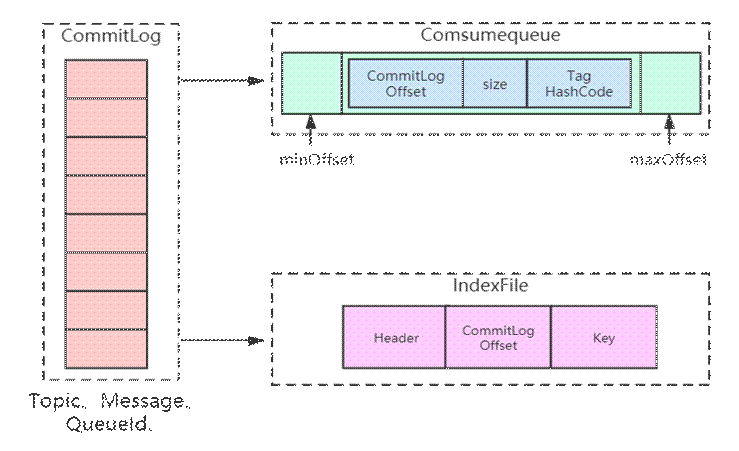 CommitLog
Topic、Message、
QueueId、
Comsumequeue
CommitLog
Offset
size
Tag
HashCode
minOffset
maxOffset
IndexFile
Header
CommitLog
Offset
Key